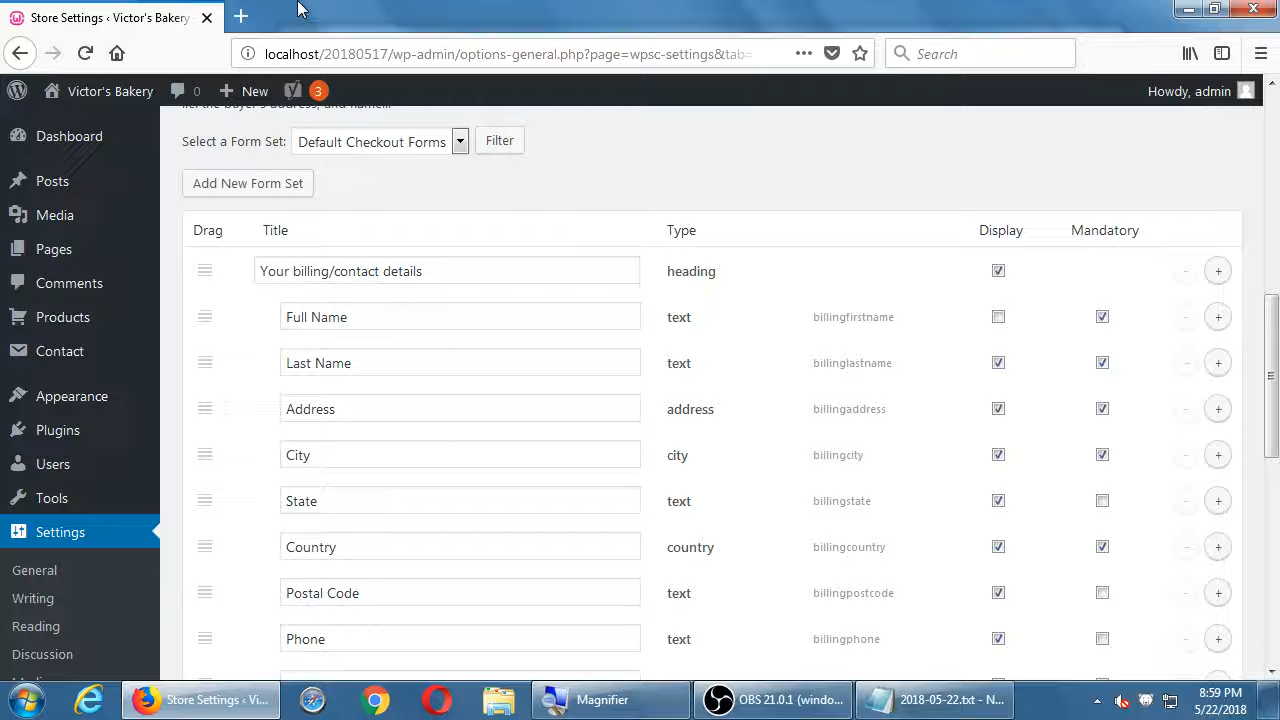 Store Settings ‹ Victor's Bakery
localhost/20180517/wp-admin/options-general.php?page=wpsc-settings&tab=
Search
Victor's Bakery
0
New
3
Howdy, admin
Dashboard
Posts
Media
Pages
Comments
Products
Contact
Appearance
Plugins
Users
Tools
Settings
General
Writing
Reading
Discussion
Select a Form Set:
Default Checkout Forms
Filter
Add New Form Set
Drag Title Type Display Mandatory
Your billing/contact details heading
Full Name text billingfirstname
Last Name text billinglastname
Address address billingaddress
City city billingcity
State text billingstate
Country country billingcountry
Postal Code text billingpostcode
Phone text billingphone
Store Settings ‹ Vi...
Magnifier
OBS 21.0.1 (windo...
2018-05-22.txt - N...
8:59 PM
5/22/2018